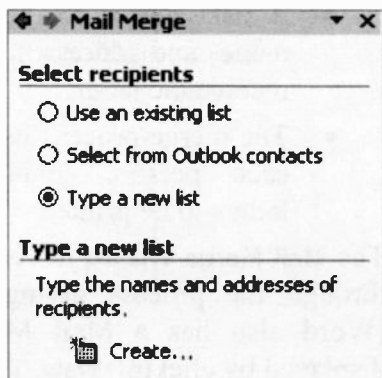 Mail Merge
Select recipients
Use an existing list
Select from Outlook contacts
Type a new list
Type a new list
Type the names and addresses of
recipients.
Create...